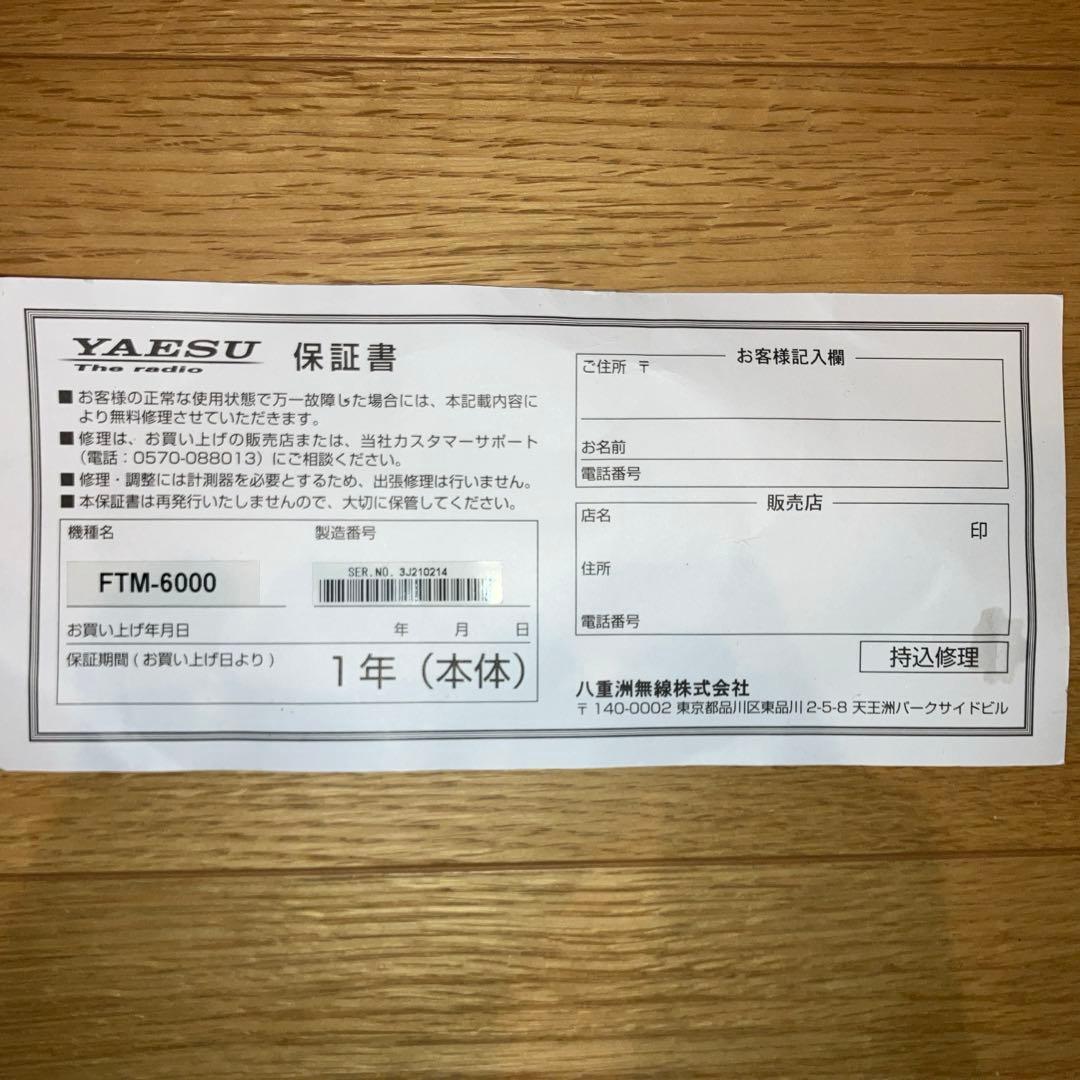 YAESU
The radio
保証書
■お客様の正常な使用状態で万一故障した場合には、本記載内容に
より無料修理させていただきます。
■修理は、お買い上げの販売店または、当社カスタマーサポート
（電話：0570-088013）にご相談ください。
■修理・調整には計測器を必要とするため、出張修理は行いません。
■本保証書は再発行いたしませんので、大切に保管してください。
機種名
製造番号
FTM-6000
SER.NO. 3J210214
お買い上げ年月日 年 月 日
保証期間(お買い上げ日より) 1年（本体）
お客様記入欄
ご住所 〒
お名前
電話番号
販売店
店名
印
住所
電話番号
持込修理
八重洲無線株式会社
〒140-0002 東京都品川区東品川2-5-8 天王洲パークサイドビル